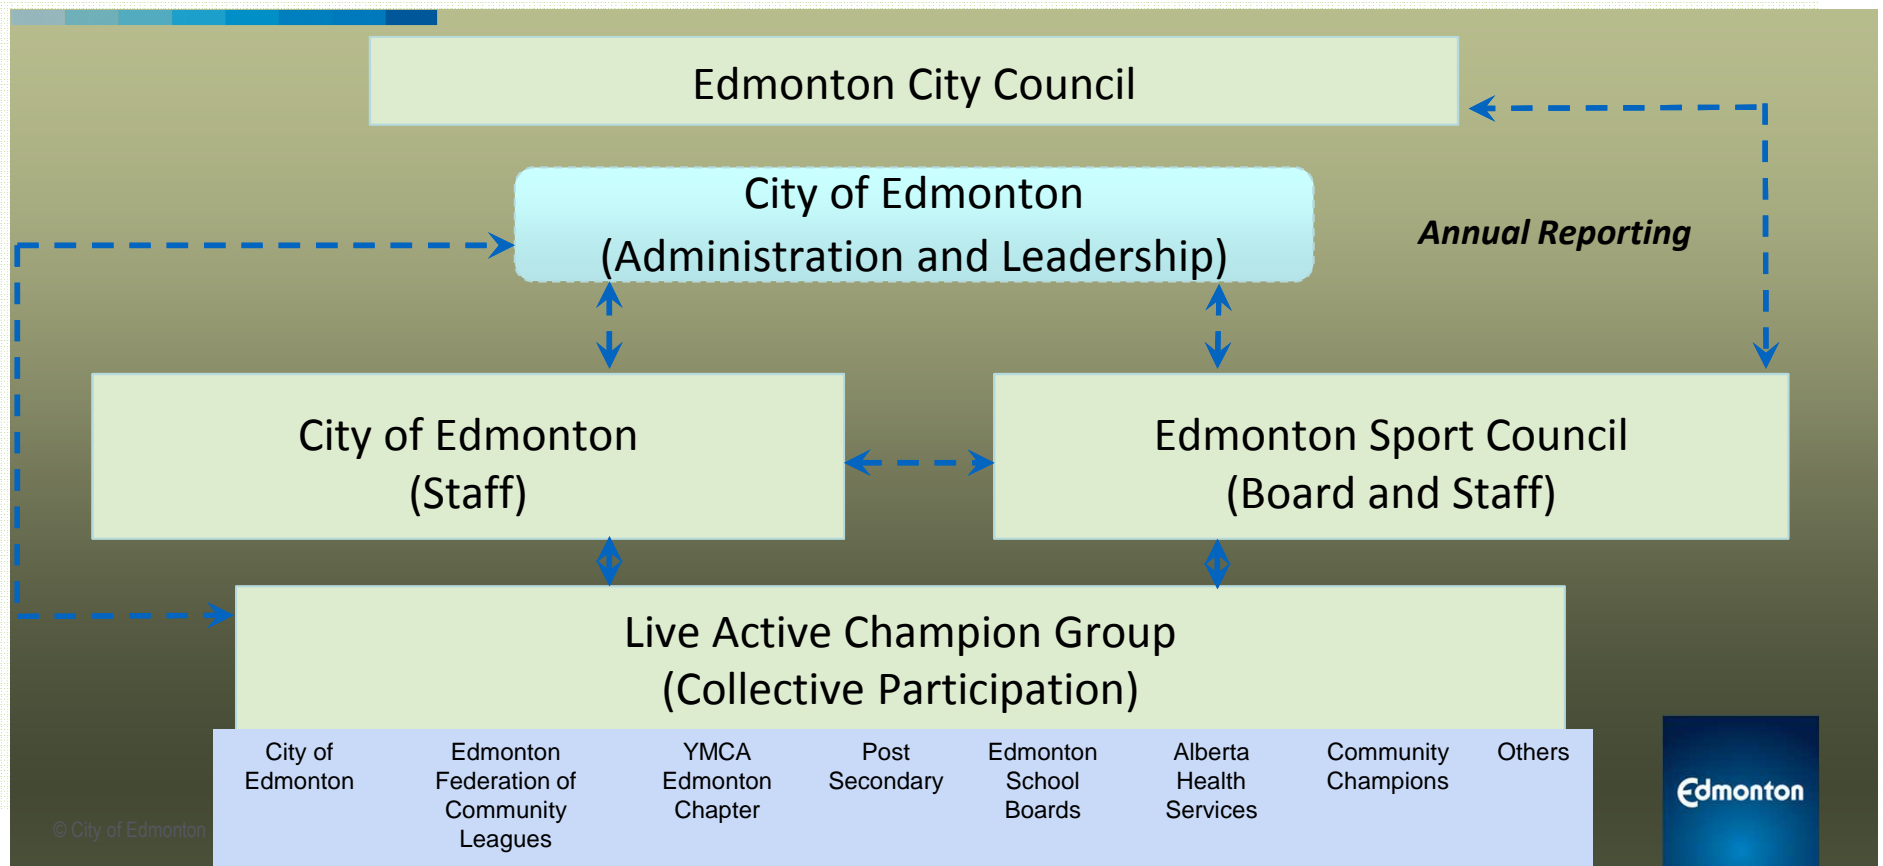 Edmonton City Council
City of Edmonton
(Administration and Leadership)
Annual Reporting
City of Edmonton
(Staff)
Edmonton Sport Council
(Board and Staff)
Live Active Champion Group
(Collective Participation)
City of
Edmonton
Edmonton
Federation of
Community
Leagues
YMCA
Edmonton
Chapter
Post
Secondary
Edmonton
School
Boards
Alberta
Health
Services
Community
Champions
Others
© City of Edmonton
Edmonton